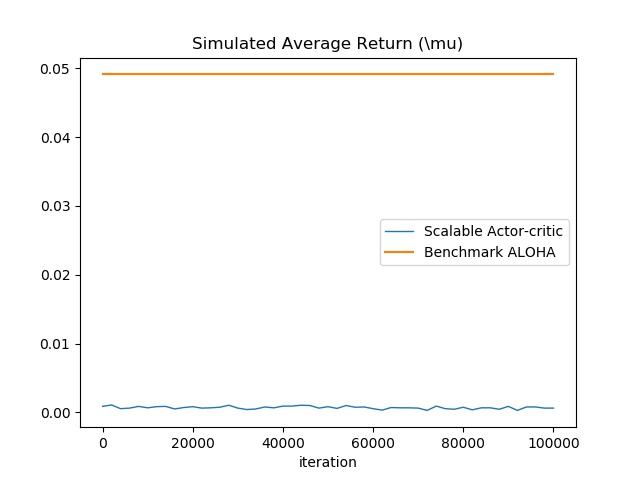 Simulated Average Return (\mu)
0.05
0.04
0.03
0.02
0.01
0.00
Scalable Actor-critic
Benchmark ALOHA
0 20000 40000 60000 80000 100000
iteration